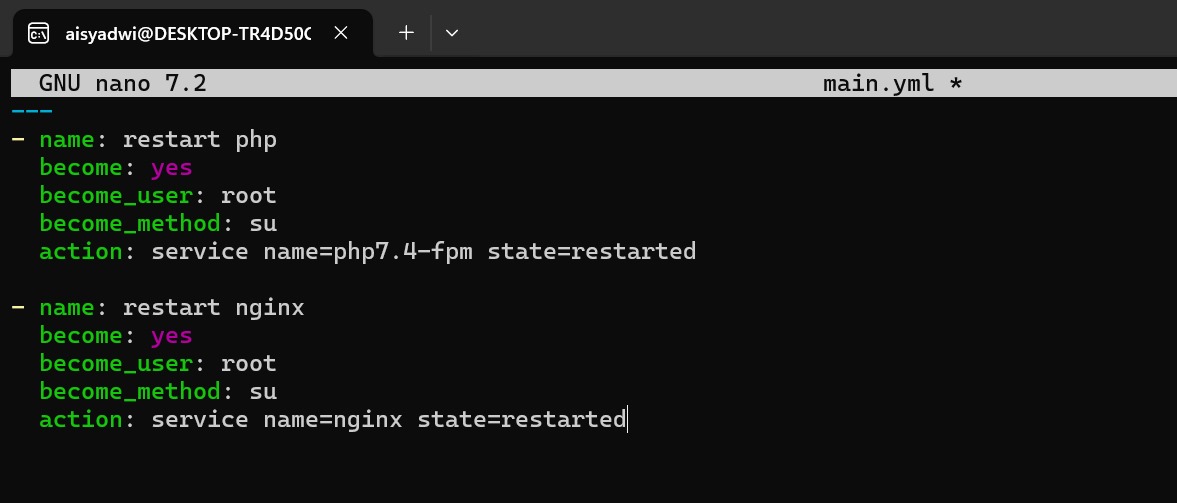 aisyadwi@DESKTOP-TR4D50
GNU nano 7.2 main.yml *
---
- name: restart php
  become: yes
  become_user: root
  become_method: su
  action: service name=php7.4-fpm state=restarted
- name: restart nginx
  become: yes
  become_user: root
  become_method: su
  action: service name=nginx state=restarted